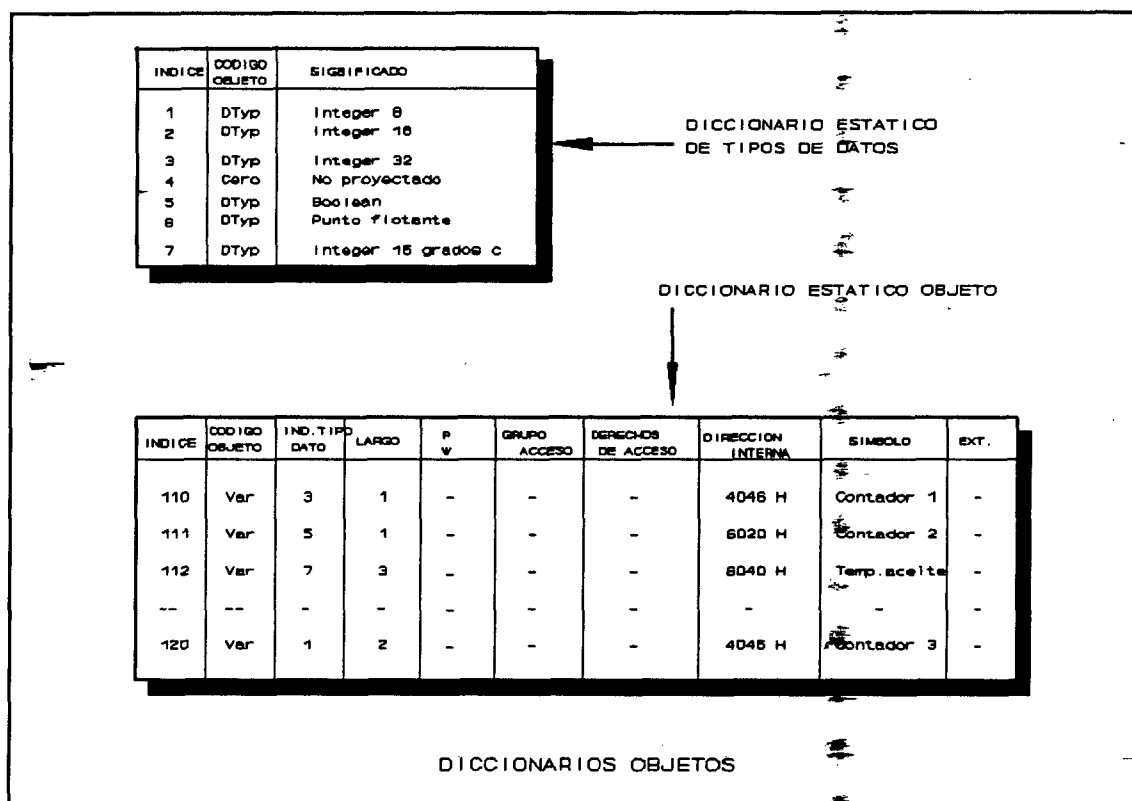 INDICE CODIGO OBJETO SIGBIFICADO
1 DTyp Integer 8
2 DTyp Integer 16
3 DTyp Integer 32
4 Cero No proyectado
5 DTyp Boolean
6 DTyp Punto flotante
7 DTyp Integer 16 grados c
DICCIONARIO ESTATICO
DE TIPOS DE DATOS
DICCIONARIO ESTATICO OBJETO
INDICE CODIGO OBJETO IND.TIPO DATO LARGO P W GRUPO ACCESO DERECHOS DE ACCESO DIRECCION INTERNA SIMBOLO EXT.
110 Var 3 1 - - - 4046 H Contador 1 -
111 Var 5 1 - - - 6020 H Contador 2 -
112 Var 7 3 - - - 8040 H Temp.aceite -
-- -- - - - - - - - -
120 Var 1 2 - - - 4045 H Contador 3 -
DICCIONARIOS OBJETOS